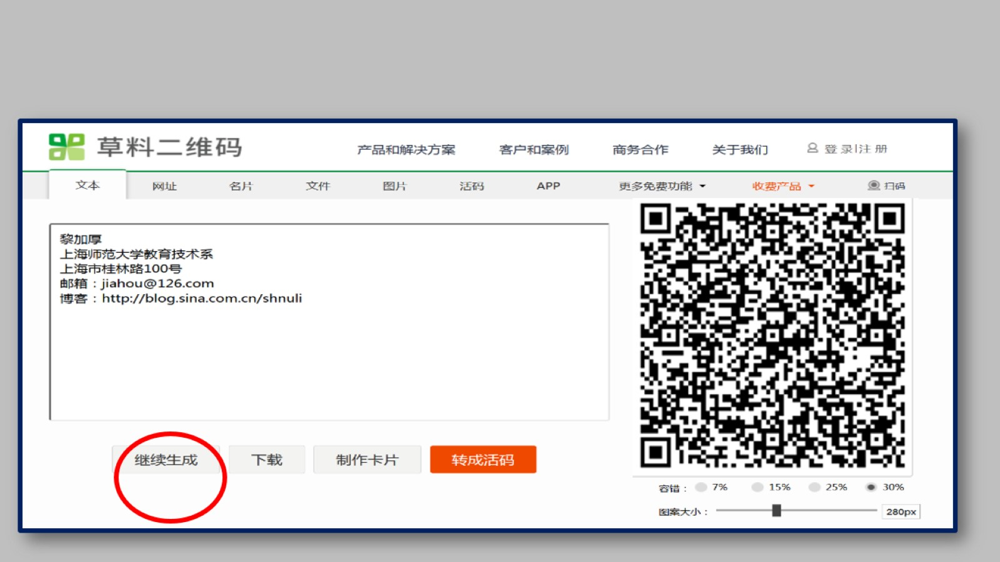 草料二维码
产品和解决方案 客户和案例 商务合作 关于我们 登录|注册
文本 网址 名片 文件 图片 活码 APP 更多免费功能 收费产品 扫码
黎加厚
上海师范大学教育技术系
上海市桂林路100号
邮箱：jiahou@126.com
博客：http://blog.sina.com.cn/shnuli
继续生成 下载 制作卡片 转成活码
容错： 7% 15% 25% 30%
图案大小： 280px